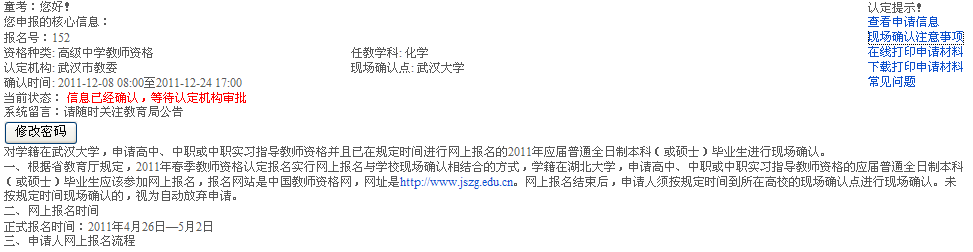 童考：您好！
您申报的核心信息：
报名号：152
资格种类: 高级中学教师资格 任教学科: 化学
认定机构: 武汉市教委 现场确认点: 武汉大学
确认时间: 2011-12-08 08:00至2011-12-24 17:00
当前状态： 信息已经确认，等待认定机构审批
系统留言：请随时关注教育局公告
修改密码
对学籍在武汉大学，申请高中、中职或中职实习指导教师资格并且已在规定时间进行网上报名的2011年应届普通全日制本科（或硕士）毕业生进行现场确认。
一、根据省教育厅规定，2011年春季教师资格认定报名实行网上报名与学校现场确认相结合的方式，学籍在湖北大学，申请高中、中职或中职实习指导教师资格的应届普通全日制本科
（或硕士）毕业生应该参加网上报名，报名网站是中国教师资格网，网址是http://www.jszg.edu.cn。网上报名结束后，申请人须按规定时间到所在高校的现场确认点进行现场确认。未
按规定时间现场确认的，视为自动放弃申请。
二、网上报名时间
正式报名时间：2011年4月26日—5月2日
三、申请人网上报名流程
认定提示!
查看申请信息
现场确认注意事项
在线打印申请材料
下载打印申请材料
常见问题